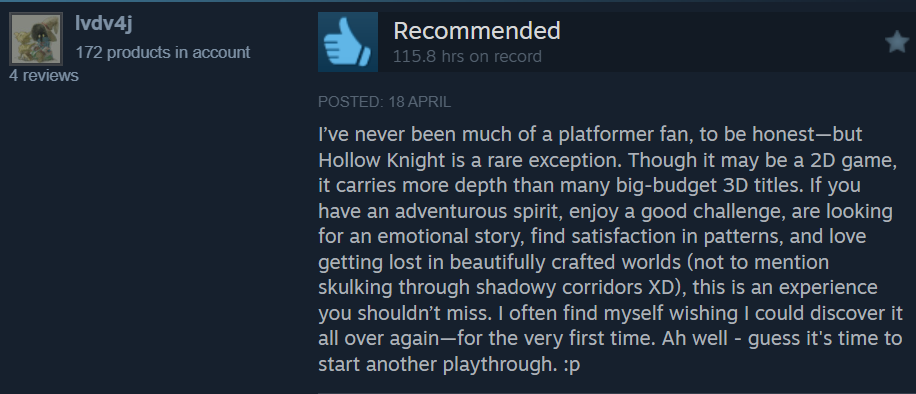 lvdv4j
172 products in account
4 reviews
Recommended
115.8 hrs on record
POSTED: 18 APRIL
I’ve never been much of a platformer fan, to be honest—but
Hollow Knight is a rare exception. Though it may be a 2D game,
it carries more depth than many big-budget 3D titles. If you
have an adventurous spirit, enjoy a good challenge, are looking
for an emotional story, find satisfaction in patterns, and love
getting lost in beautifully crafted worlds (not to mention
skulking through shadowy corridors XD), this is an experience
you shouldn’t miss. I often find myself wishing I could discover it
all over again—for the very first time. Ah well - guess it's time to
start another playthrough. :p